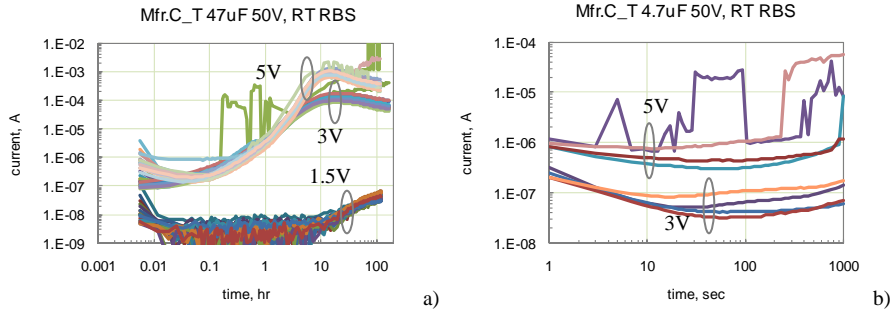 Mfr.C_T 47uF 50V, RT RBS
1.E-02
1.E-03
1.E-04
1.E-05
1.E-06
1.E-07
1.E-08
1.E-09
current, A
5V
3V
1.5V
0.001
0.01
0.1
1
10
100
time, hr
a)
Mfr.C_T 4.7uF 50V, RT RBS
1.E-04
1.E-05
1.E-06
1.E-07
1.E-08
current, A
5V
3V
1
10
100
1000
time, sec
b)